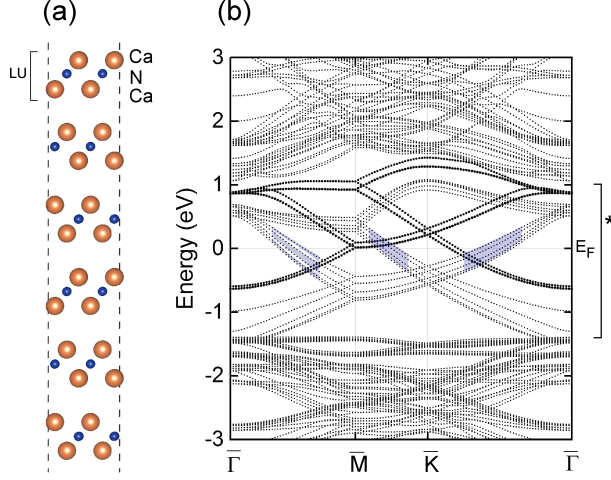 (a)
LU
Ca
N
Ca
(b)
Energy (eV)
3
2
1
0
-1
-2
-3
E_F
*
Γ̅
M̅
K̅
Γ̅